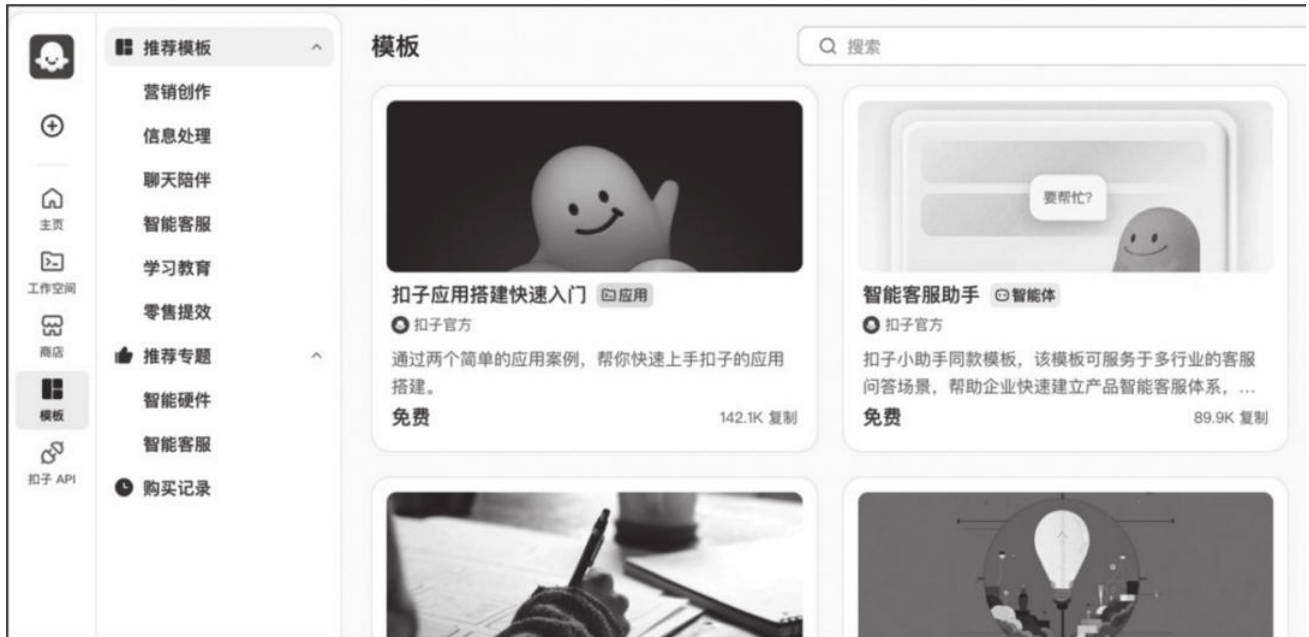 主页
工作空间
商店
模板
扣子 API
推荐模板
营销创作
信息处理
聊天陪伴
智能客服
学习教育
零售提效
推荐专题
智能硬件
智能客服
购买记录
模板
搜索
扣子应用搭建快速入门 应用
扣子官方
通过两个简单的应用案例，帮你快速上手扣子的应用
搭建。
免费 142.1K 复制
要帮忙?
智能客服助手 智能体
扣子官方
扣子小助手同款模板，该模板可服务于多行业的客服
问答场景，帮助企业快速建立产品智能客服体系，...
免费 89.9K 复制